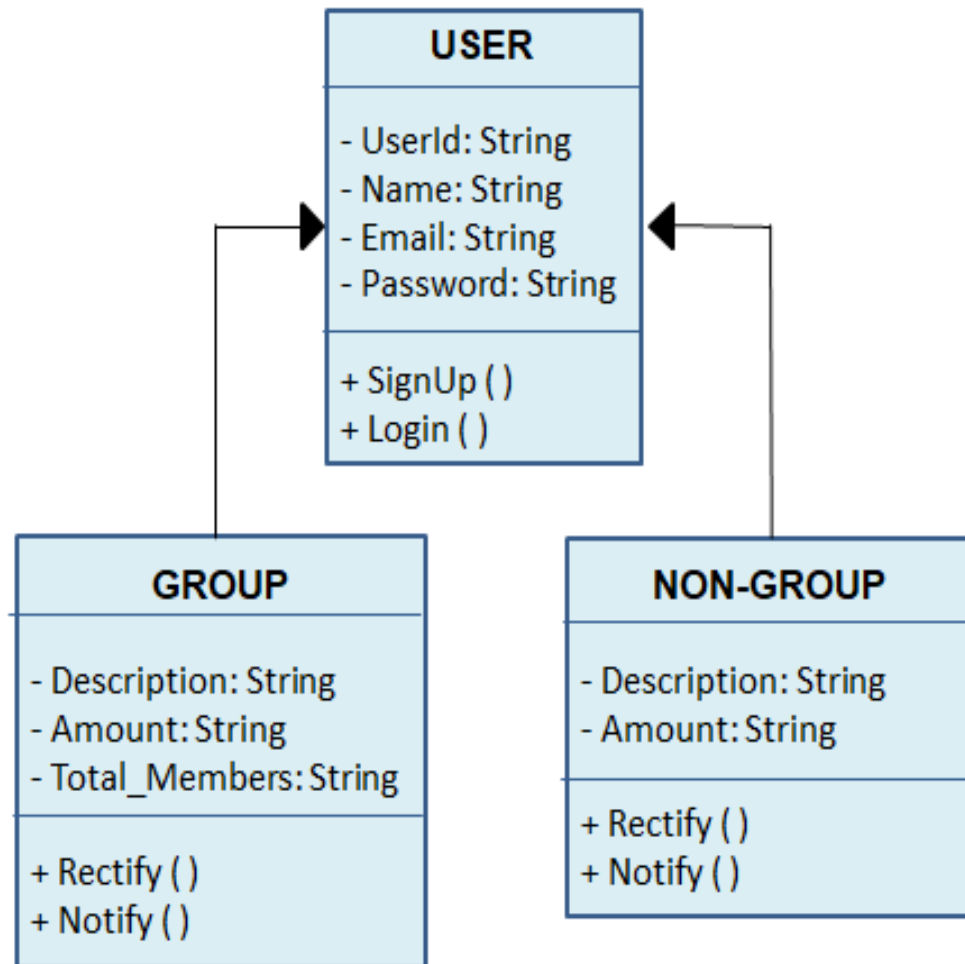 USER
- UserId: String
- Name: String
- Email: String
- Password: String
+ SignUp ( )
+ Login ( )
GROUP
- Description: String
- Amount: String
- Total_Members: String
+ Rectify ( )
+ Notify ( )
NON-GROUP
- Description: String
- Amount: String
+ Rectify ( )
+ Notify ( )